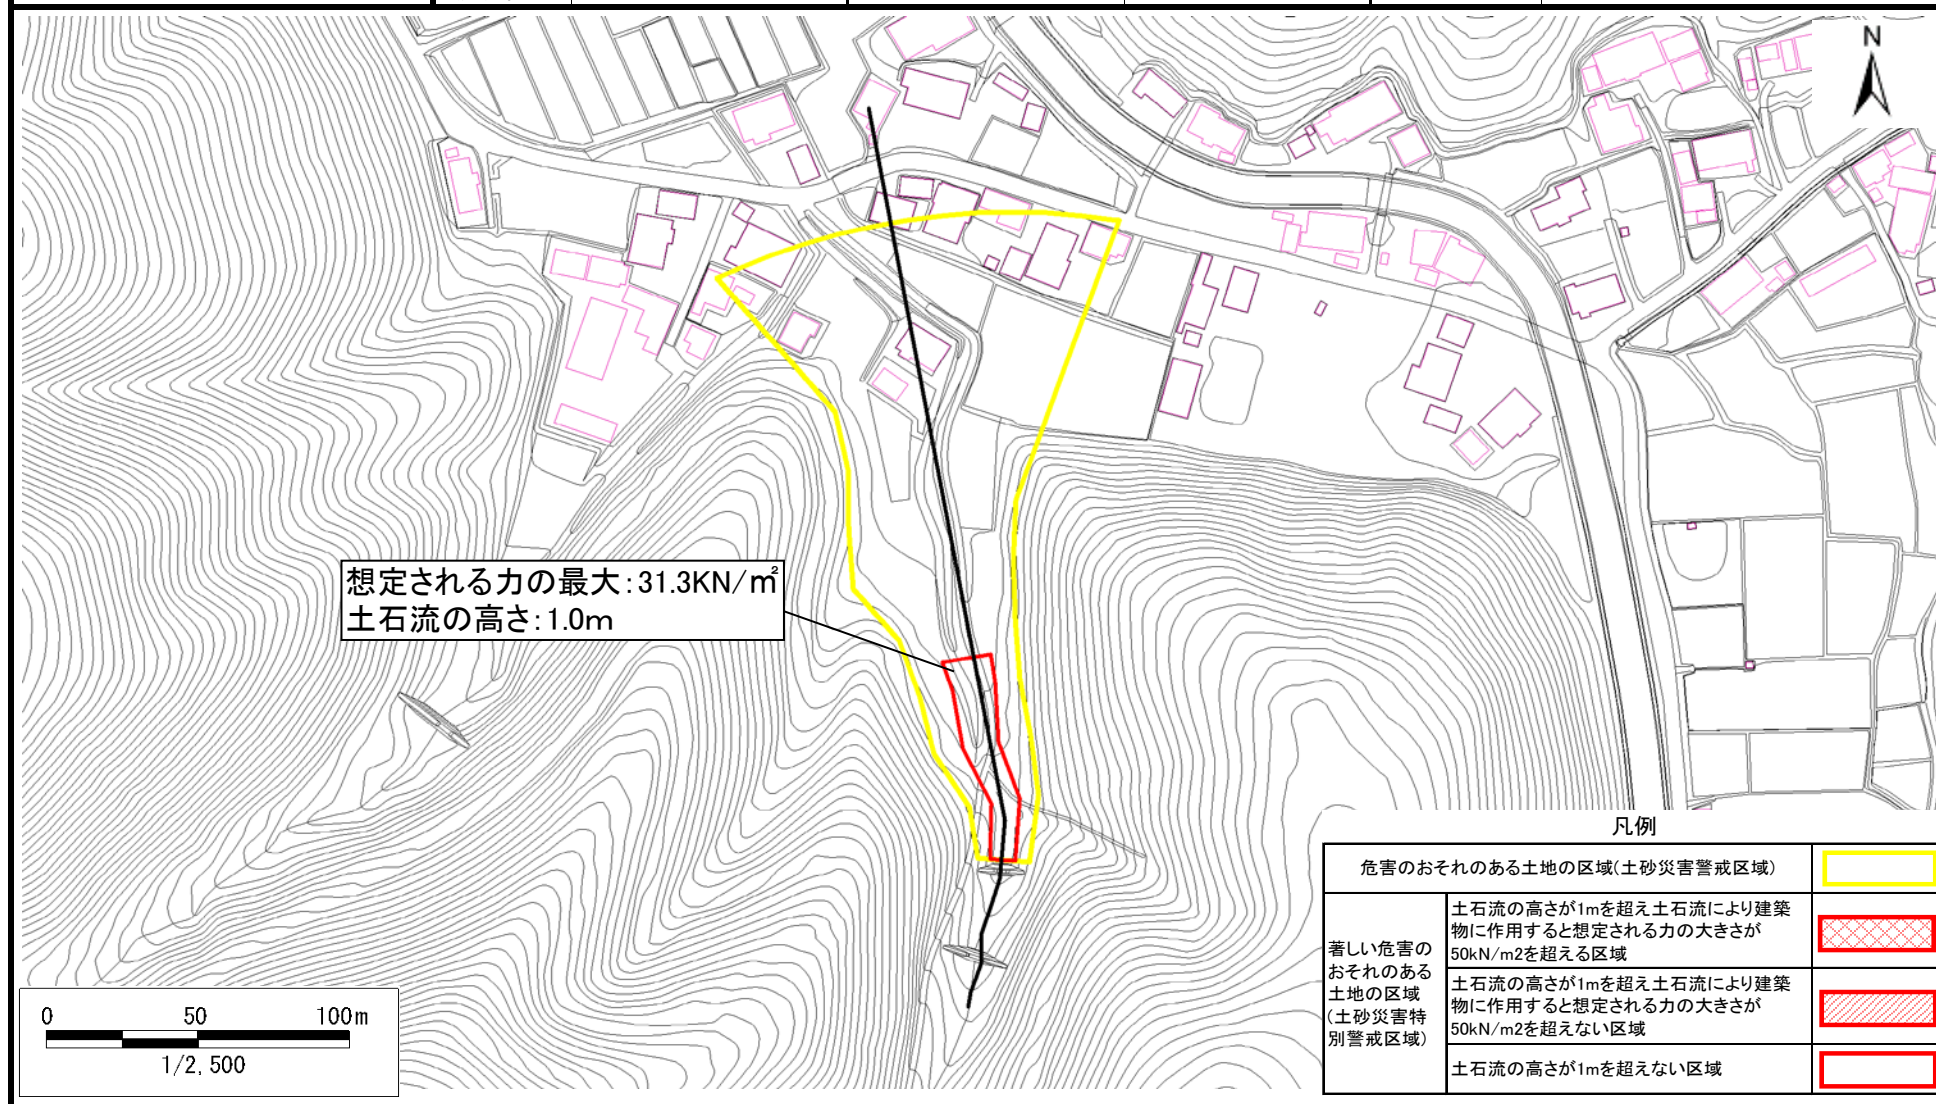 N
想定される力の最大:31.3KN/㎡
土石流の高さ:1.0m
凡例
危害のおそれのある土地の区域(土砂災害警戒区域)
著しい危害の
おそれのある
土地の区域
(土砂災害特
別警戒区域)
土石流の高さが1mを超え土石流により建築
物に作用すると想定される力の大きさが
50kN/m2を超える区域
土石流の高さが1mを超え土石流により建築
物に作用すると想定される力の大きさが
50kN/m2を超えない区域
土石流の高さが1mを超えない区域
0 50 100m
1/2,500